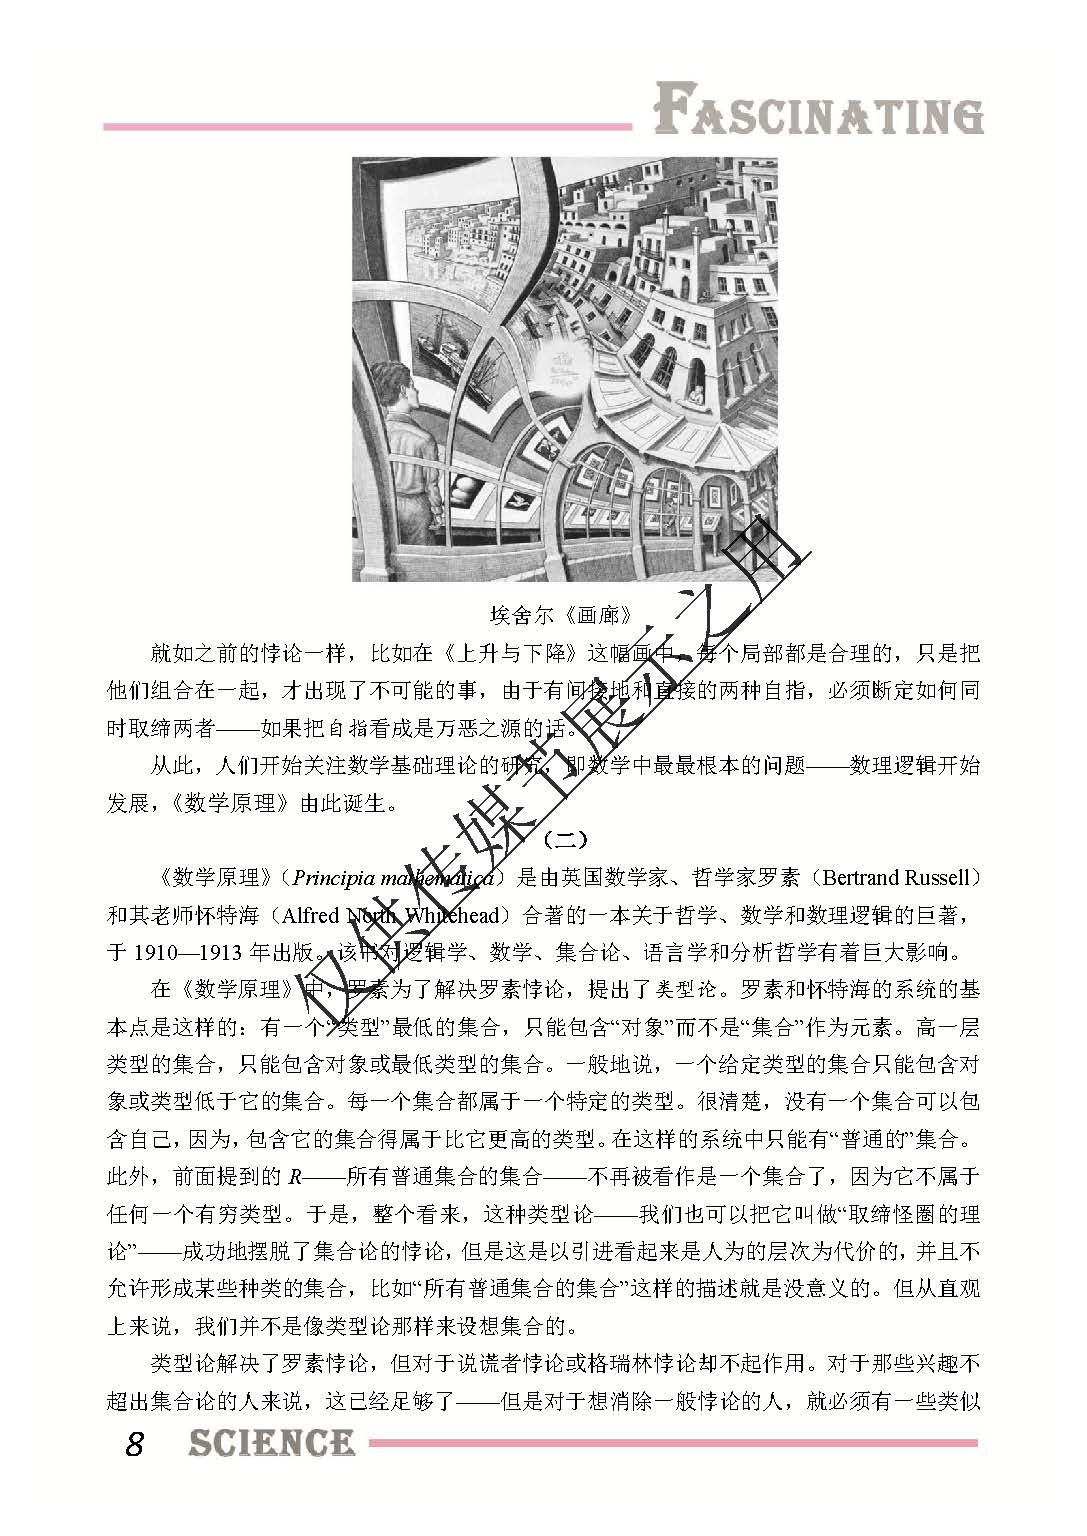 FASCINATING
埃舍尔《画廊》
就如之前的悖论一样，比如在《上升与下降》这幅画中，每个局部都是合理的，只是把
他们组合在一起，才出现了不可能的事，由于有间接地和直接的两种自指，必须断定如何同
时取缔两者——如果把自指看成是万恶之源的话。
从此，人们开始关注数学基础理论的研究，即数学中最最根本的问题——数理逻辑开始
发展，《数学原理》由此诞生。
（二）
《数学原理》（Principia mathematica）是由英国数学家、哲学家罗素（Bertrand Russell）
和其老师怀特海（Alfred North Whitehead）合著的一本关于哲学、数学和数理逻辑的巨著，
于 1910—1913 年出版。该书对逻辑学、数学、集合论、语言学和分析哲学有着巨大影响。
在《数学原理》中，罗素为了解决罗素悖论，提出了类型论。罗素和怀特海的系统的基
本点是这样的：有一个“类型”最低的集合，只能包含“对象”而不是“集合”作为元素。高一层
类型的集合，只能包含对象或最低类型的集合。一般地说，一个给定类型的集合只能包含对
象或类型低于它的集合。每一个集合都属于一个特定的类型。很清楚，没有一个集合可以包
含自己，因为，包含它的集合得属于比它更高的类型。在这样的系统中只能有“普通的”集合。
此外，前面提到的 R——所有普通集合的集合——不再被看作是一个集合了，因为它不属于
任何一个有穷类型。于是，整个看来，这种类型论——我们也可以把它叫做“取缔怪圈的理
论”——成功地摆脱了集合论的悖论，但是这是以引进看起来是人为的层次为代价的，并且不
允许形成某些种类的集合，比如“所有普通集合的集合”这样的描述就是没意义的。但从直观
上来说，我们并不是像类型论那样来设想集合的。
类型论解决了罗素悖论，但对于说谎者悖论或格瑞林悖论却不起作用。对于那些兴趣不
超出集合论的人来说，这已经足够了——但是对于想消除一般悖论的人，就必须有一些类似
仅供传媒节展示之用
8 SCIENCE